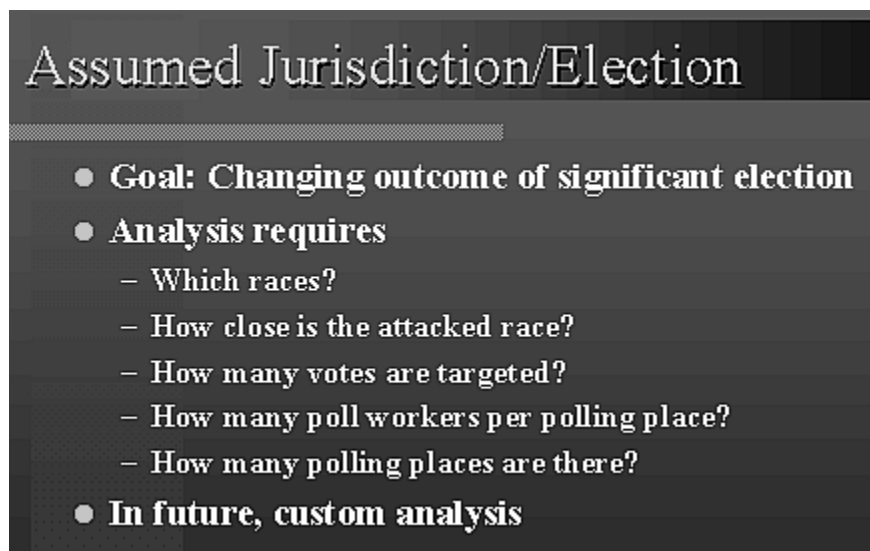 Assumed Jurisdiction/Election
● Goal: Changing outcome of significant election
● Analysis requires
– Which races?
– How close is the attacked race?
– How many votes are targeted?
– How many poll workers per polling place?
– How many polling places are there?
● In future, custom analysis